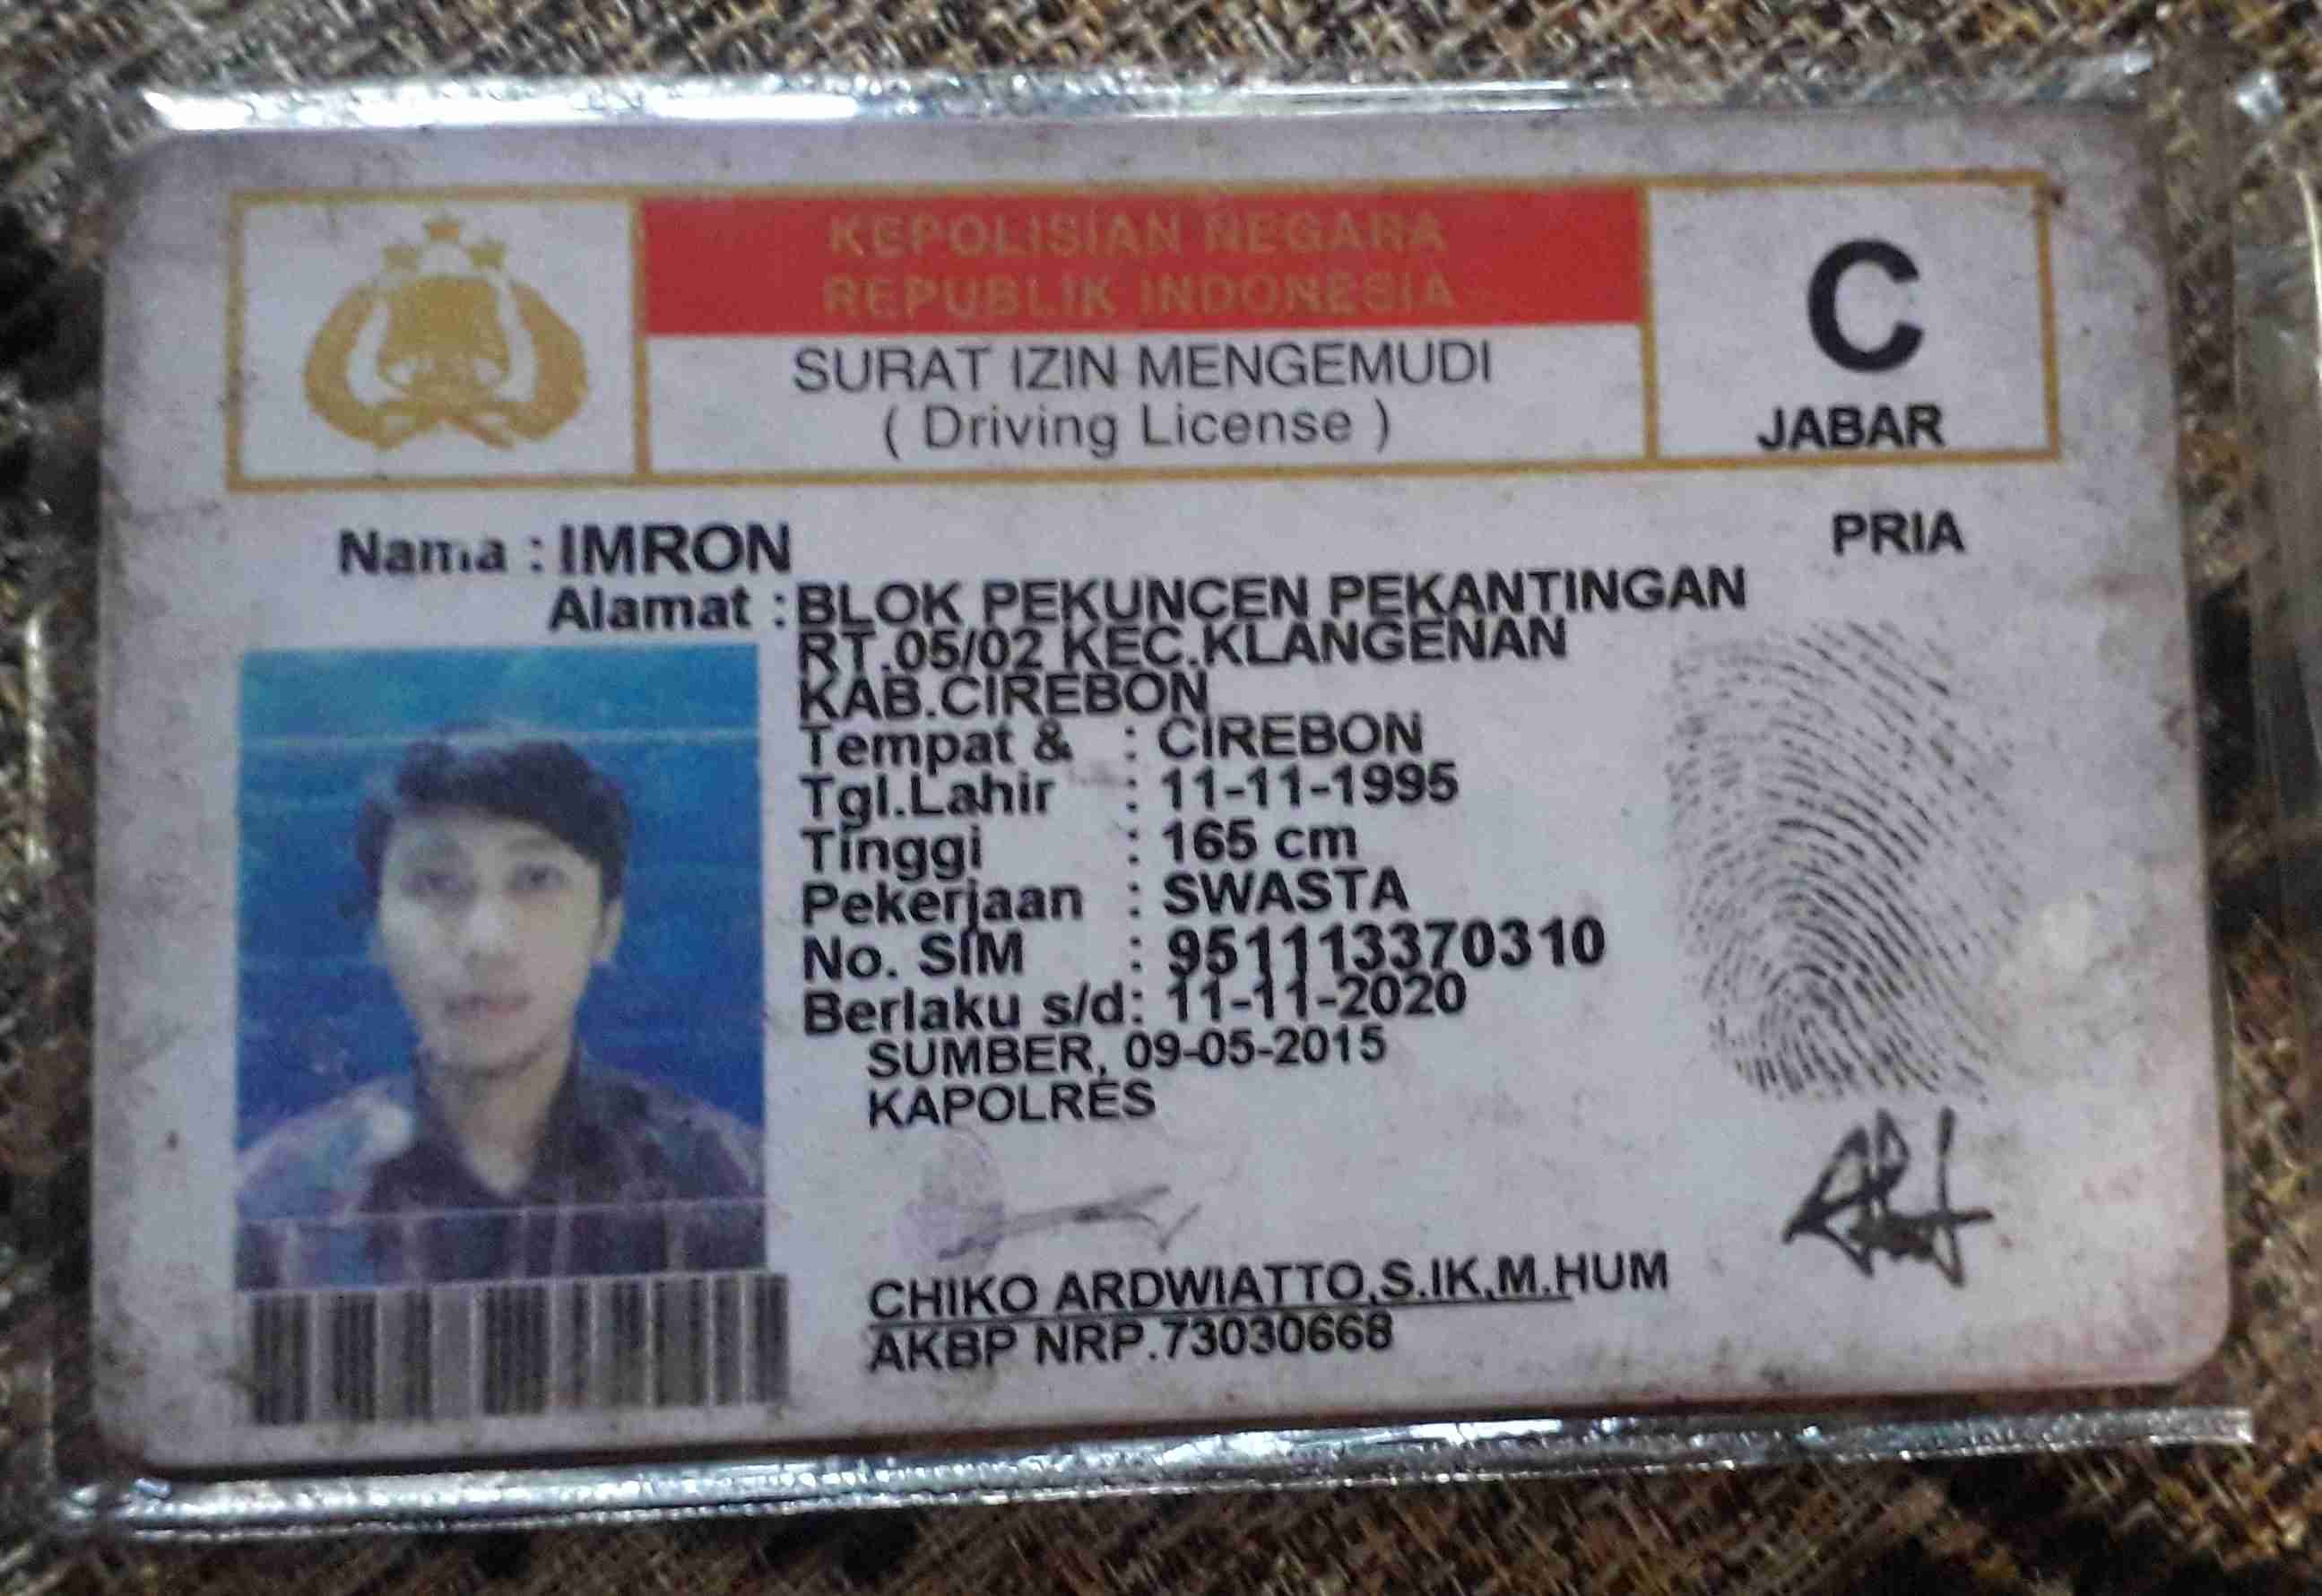 KEPOLISIAN NEGARA
REPUBLIK INDONESIA
SURAT IZIN MENGEMUDI
( Driving License )
C
JABAR
Nama : IMRON
PRIA
Alamat : BLOK PEKUNCEN PEKANTINGAN
RT.05/02 KEC.KLANGENAN
KAB.CIREBON
Tempat & : CIREBON
Tgl.Lahir : 11-11-1995
Tinggi : 165 cm
Pekerjaan : SWASTA
No. SIM : 951113370310
Berlaku s/d: 11-11-2020
SUMBER, 09-05-2015
KAPOLRES
CHIKO ARDWIATTO,S.IK,M.HUM
AKBP NRP.73030668